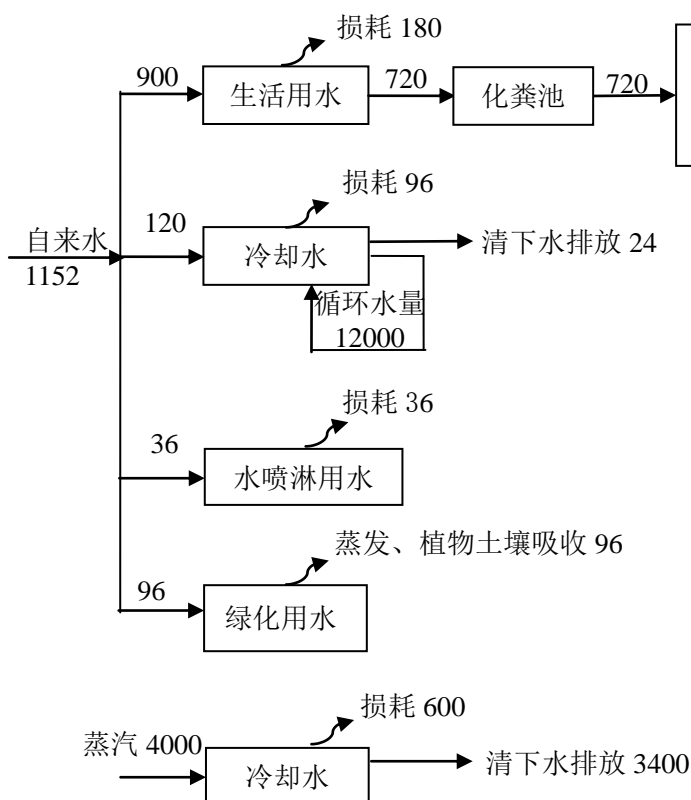 损耗 180
900
生活用水
720
化粪池
720
损耗 96
120
自来水
1152
冷却水
清下水排放 24
循环水量
12000
损耗 36
36
水喷淋用水
蒸发、植物土壤吸收 96
96
绿化用水
损耗 600
蒸汽 4000
冷却水
清下水排放 3400